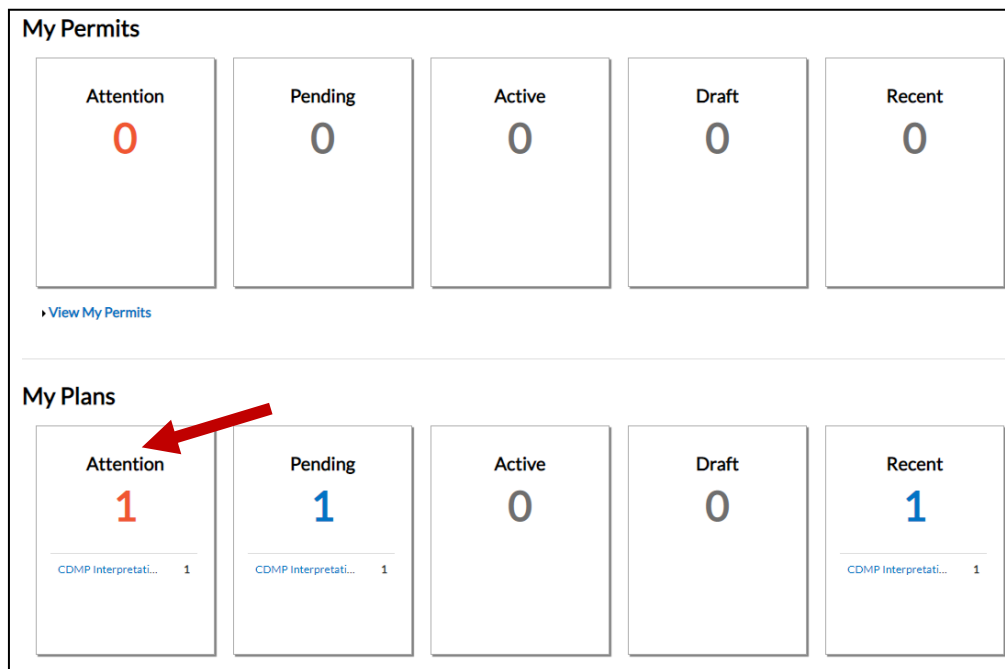 My Permits
Attention Pending Active Draft Recent
0 0 0 0 0
View My Permits
My Plans
Attention Pending Active Draft Recent
1 1 0 0 1
CDMP Interpretati... 1 CDMP Interpretati... 1 CDMP Interpretati... 1